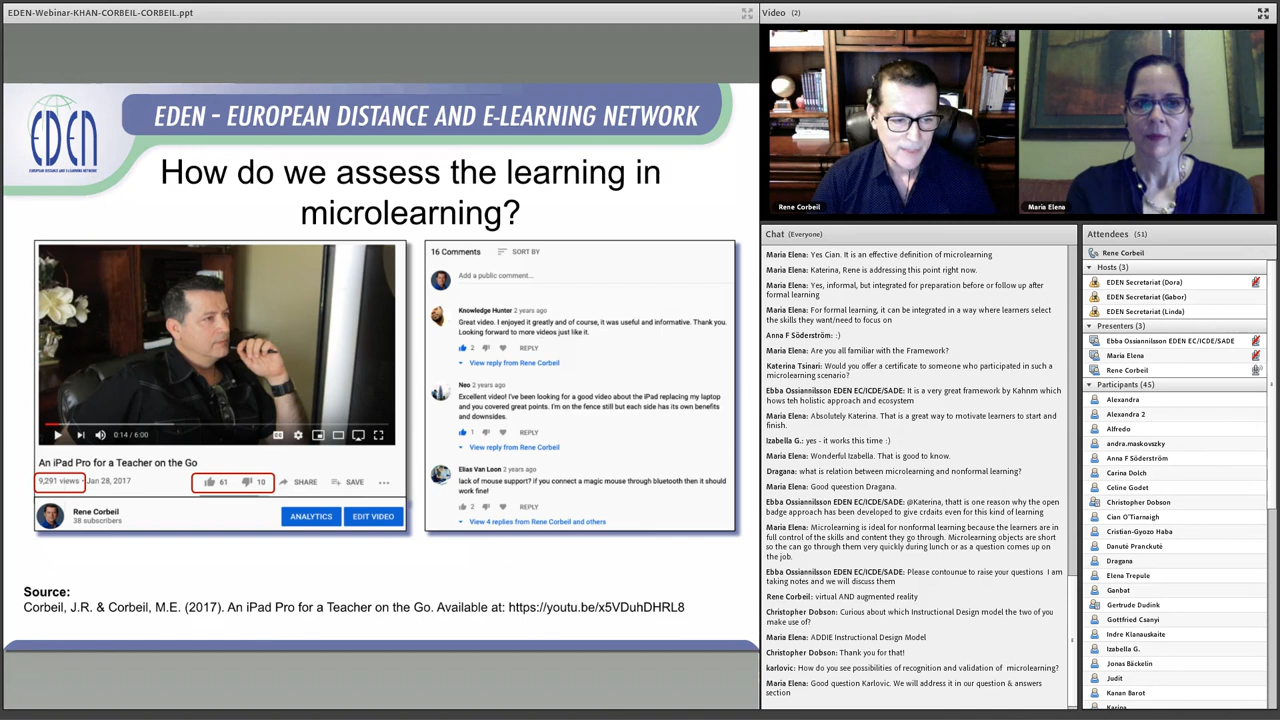 EDEN-Webinar-KHAN-CORBEIL-CORBEIL.ppt
EDEN
EUROPEAN DISTANCE AND E-LEARNING NETWORK
EDEN - EUROPEAN DISTANCE AND E-LEARNING NETWORK
How do we assess the learning in
microlearning?
0:14 / 6:00
An iPad Pro for a Teacher on the Go
9,291 views · Jan 28, 2017
61
10
SHARE
SAVE
Rene Corbeil
38 subscribers
ANALYTICS
EDIT VIDEO
16 Comments
SORT BY
Add a public comment...
Knowledge Hunter 2 years ago
Great video. I enjoyed it greatly and of course, it was useful and informative. Thank you.
Looking forward to more videos just like it.
2
REPLY
View reply from Rene Corbeil
Neo 2 years ago
Excellent video! I've been looking for a good video about the iPad replacing my laptop
and you covered great points. I'm on the fence still but each side has its own benefits
and downsides.
1
REPLY
View reply from Rene Corbeil
Elias Van Loon 2 years ago
lack of mouse support? if you connect a magic mouse through bluetooth then it should
work fine!
2
REPLY
View 4 replies from Rene Corbeil and others
Source:
Corbeil, J.R. & Corbeil, M.E. (2017). An iPad Pro for a Teacher on the Go. Available at: https://youtu.be/x5VDuhDHRL8
Video (2)
Rene Corbeil
Maria Elena
Chat (Everyone)
Maria Elena: Yes Cian. It is an effective definition of microlearning
Maria Elena: Katerina, Rene is addressing this point right now.
Maria Elena: Yes, informal, but integrated for preparation before or follow up after
formal learning
Maria Elena: For formal learning, it can be integrated in a way where learners select
the skills they want/need to focus on
Anna F Söderström: :)
Maria Elena: Are you all familiar with the Framework?
Katerina Tsinari: Would you offer a certificate to someone who participated in such a
microlearning scenario?
Ebba Ossiannilsson EDEN EC/ICDE/SADE: It is a very great framework by Kahnm which
hows teh holistic approach and ecosystem
Maria Elena: Absolutely Katerina. That is a great way to motivate learners to start and
finish.
Izabella G.: yes - it works this time :)
Maria Elena: Wonderful Izabella. That is good to know.
Dragana: what is relation between microlearning and nonformal learning?
Maria Elena: Good question Dragana.
Ebba Ossiannilsson EDEN EC/ICDE/SADE: @Katerina, thatt is one reason why the open
badge approach has been developed to give crdaits even for this kind of learning
Maria Elena: Microlearning is ideal for nonformal learning because the learners are in
full control of the skills and content they go through. Microlearning objects are short
so the can go through them very quickly during lunch or as a question comes up on
the job.
Ebba Ossiannilsson EDEN EC/ICDE/SADE: Please contounue to raise your questions I am
taking notes and we will discuss them
Rene Corbeil: virtual AND augmented reality
Christopher Dobson: Curious about which Instructional Design model the two of you
make use of?
Maria Elena: ADDIE Instructional Design Model
Christopher Dobson: Thank you for that!
karlovic: How do you see possibilities of recognition and validation of microlearning?
Maria Elena: Good question Karlovic. We will address it in our question & answers
section
Attendees (51)
Rene Corbeil
Hosts (3)
EDEN Secretariat (Dora)
EDEN Secretariat (Gabor)
EDEN Secretariat (Linda)
Presenters (3)
Ebba Ossiannilsson EDEN EC/ICDE/SADE
Maria Elena
Rene Corbeil
Participants (45)
Alexandra
Alexandra 2
Alfredo
andra.maskovszky
Anna F Söderström
Carina Dolch
Celine Godet
Christopher Dobson
Cian O'Tiarnaigh
Cristian-Gyozo Haba
Danutė Pranckutė
Dragana
Elena Trepule
Ganbat
Gertrude Dudink
Gottfried Csanyi
Indre Klanauskaite
Izabella G.
Jonas Bäckelin
Judit
Kanan Barot